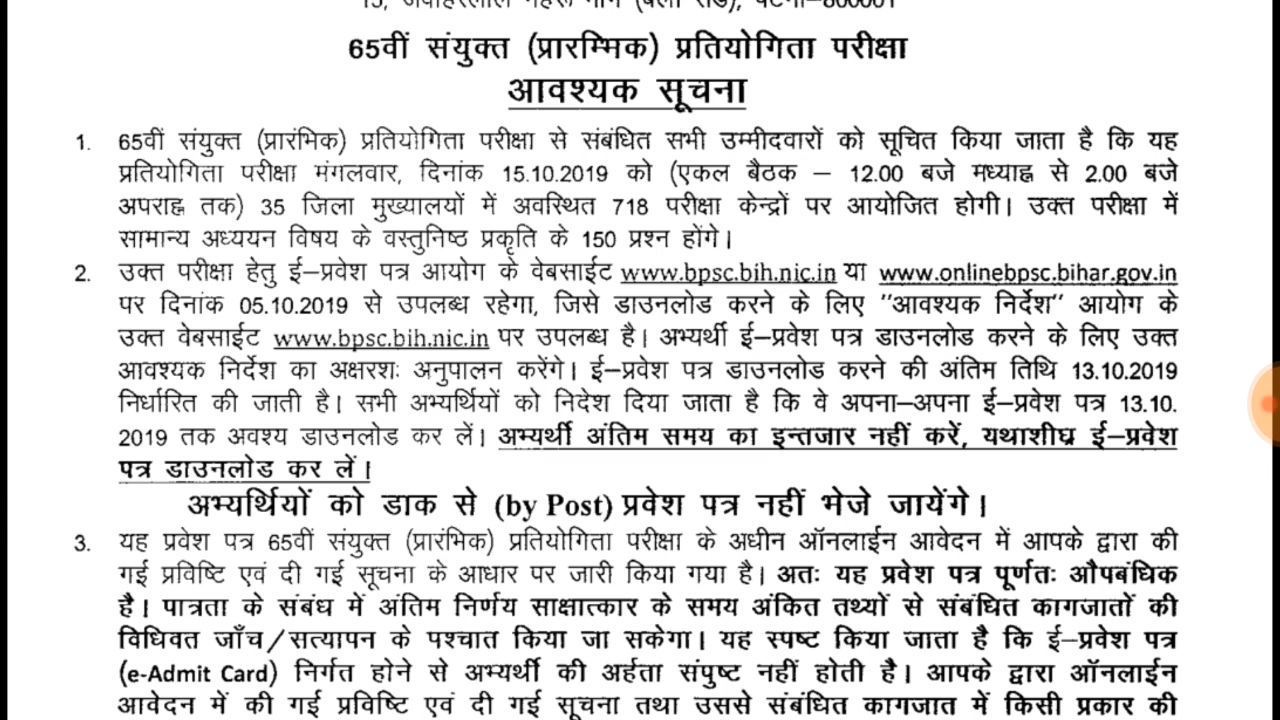 15, जवाहरलाल नेहरू मार्ग (बेली रोड), पटना–800001
65वीं संयुक्त (प्रारम्भिक) प्रतियोगिता परीक्षा
आवश्यक सूचना
1. 65वीं संयुक्त (प्रारंभिक) प्रतियोगिता परीक्षा से संबंधित सभी उम्मीदवारों को सूचित किया जाता है कि यह
प्रतियोगिता परीक्षा मंगलवार, दिनांक 15.10.2019 को (एकल बैठक – 12.00 बजे मध्याह्न से 2.00 बजे
अपराह्न तक) 35 जिला मुख्यालयों में अवस्थित 718 परीक्षा केन्द्रों पर आयोजित होगी। उक्त परीक्षा में
सामान्य अध्ययन विषय के वस्तुनिष्ठ प्रकृति के 150 प्रश्न होंगे।
2. उक्त परीक्षा हेतु ई–प्रवेश पत्र आयोग के वेबसाईट www.bpsc.bih.nic.in या www.onlinebpsc.bihar.gov.in
पर दिनांक 05.10.2019 से उपलब्ध रहेगा, जिसे डाउनलोड करने के लिए "आवश्यक निर्देश" आयोग के
उक्त वेबसाईट www.bpsc.bih.nic.in पर उपलब्ध है। अभ्यर्थी ई–प्रवेश पत्र डाउनलोड करने के लिए उक्त
आवश्यक निर्देश का अक्षरशः अनुपालन करेंगे। ई–प्रवेश पत्र डाउनलोड करने की अंतिम तिथि 13.10.2019
निर्धारित की जाती है। सभी अभ्यर्थियों को निदेश दिया जाता है कि वे अपना–अपना ई–प्रवेश पत्र 13.10.
2019 तक अवश्य डाउनलोड कर लें। अभ्यर्थी अंतिम समय का इन्तजार नहीं करें, यथाशीघ्र ई–प्रवेश
पत्र डाउनलोड कर लें।
अभ्यर्थियों को डाक से (by Post) प्रवेश पत्र नहीं भेजे जायेंगे।
3. यह प्रवेश पत्र 65वीं संयुक्त (प्रारंभिक) प्रतियोगिता परीक्षा के अधीन ऑनलाईन आवेदन में आपके द्वारा की
गई प्रविष्टि एवं दी गई सूचना के आधार पर जारी किया गया है। अतः यह प्रवेश पत्र पूर्णतः औपबंधिक
है। पात्रता के संबंध में अंतिम निर्णय साक्षात्कार के समय अंकित तथ्यों से संबंधित कागजातों की
विधिवत जाँच/सत्यापन के पश्चात किया जा सकेगा। यह स्पष्ट किया जाता है कि ई–प्रवेश पत्र
(e-Admit Card) निर्गत होने से अभ्यर्थी की अर्हता संपुष्ट नहीं होती है। आपके द्वारा ऑनलाईन
आवेदन में की गई प्रविष्टि एवं दी गई सूचना तथा उससे संबंधित कागजात में किसी प्रकार की